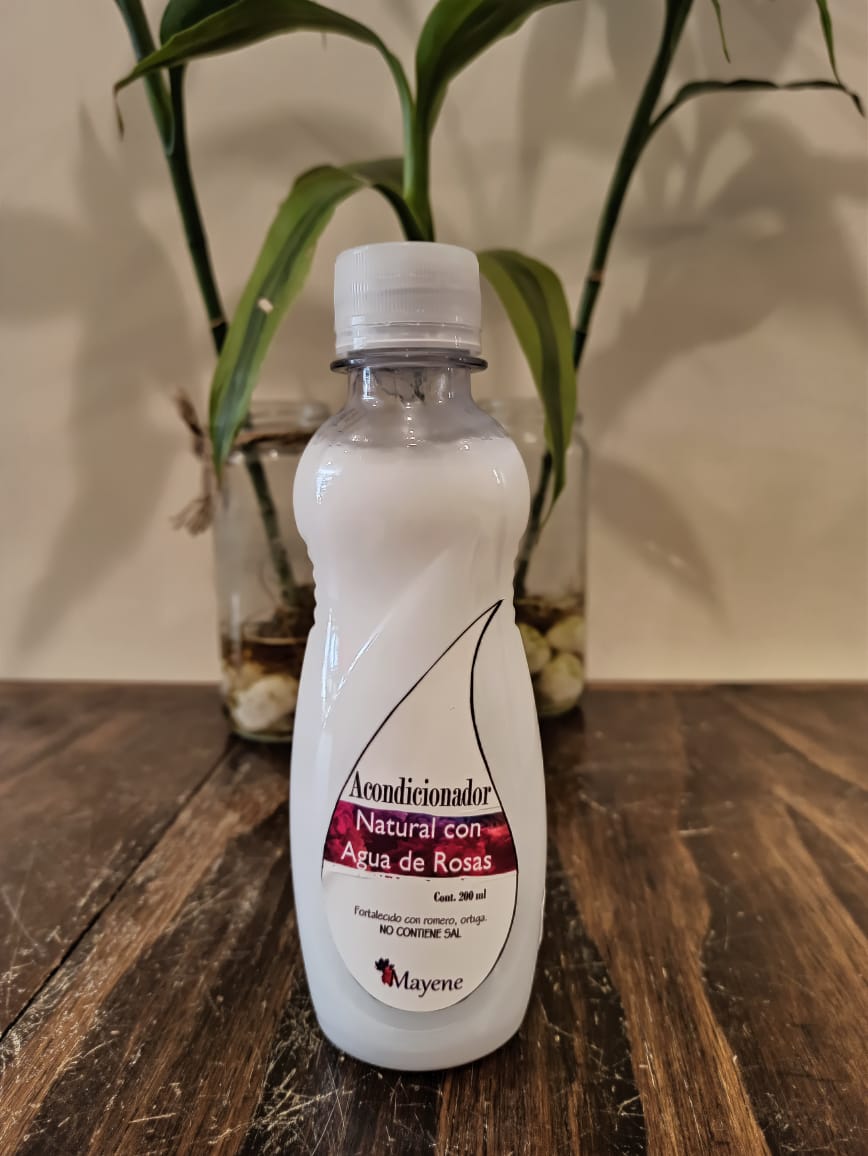 Acondicionador
Natural con
Agua de Rosas
Cont. 200 ml
Fortalecido con romero, ortiga.
NO CONTIENE SAL
Mayene